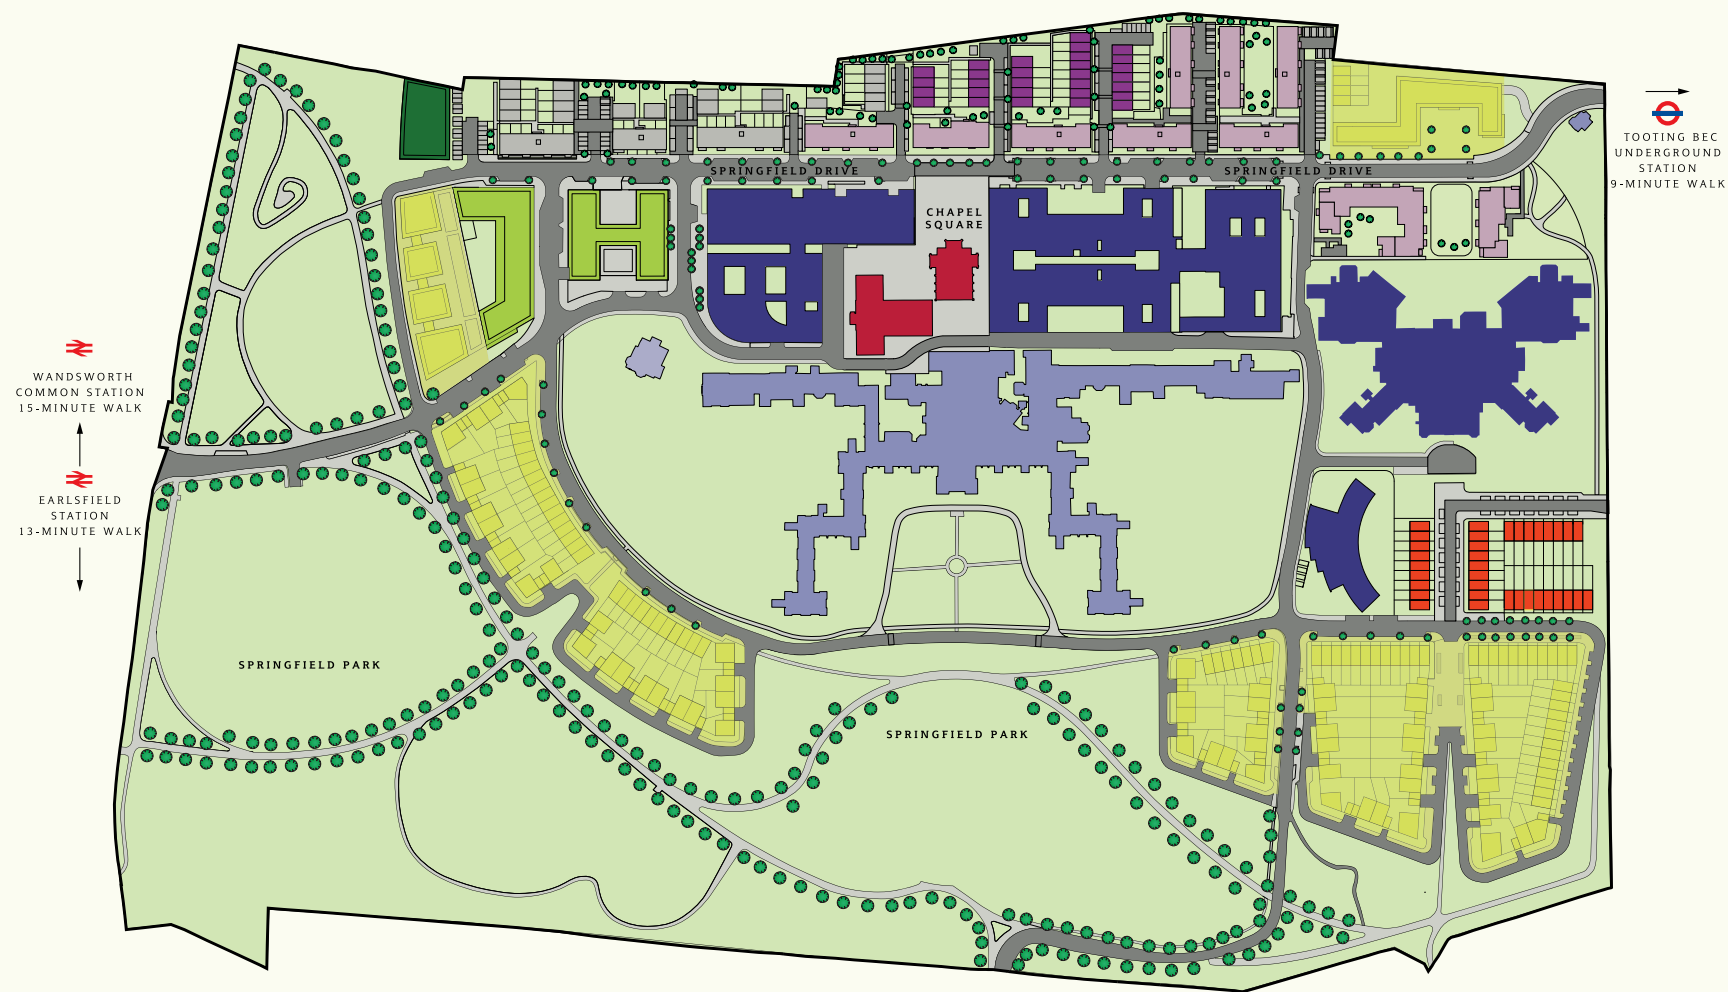 SPRINGFIELD DRIVE
SPRINGFIELD DRIVE
TOOTING BEC
UNDERGROUND
STATION
9-MINUTE WALK
CHAPEL
SQUARE
WANDSWORTH
COMMON STATION
15-MINUTE WALK
EARLSFIELD
STATION
13-MINUTE WALK
SPRINGFIELD PARK
SPRINGFIELD PARK